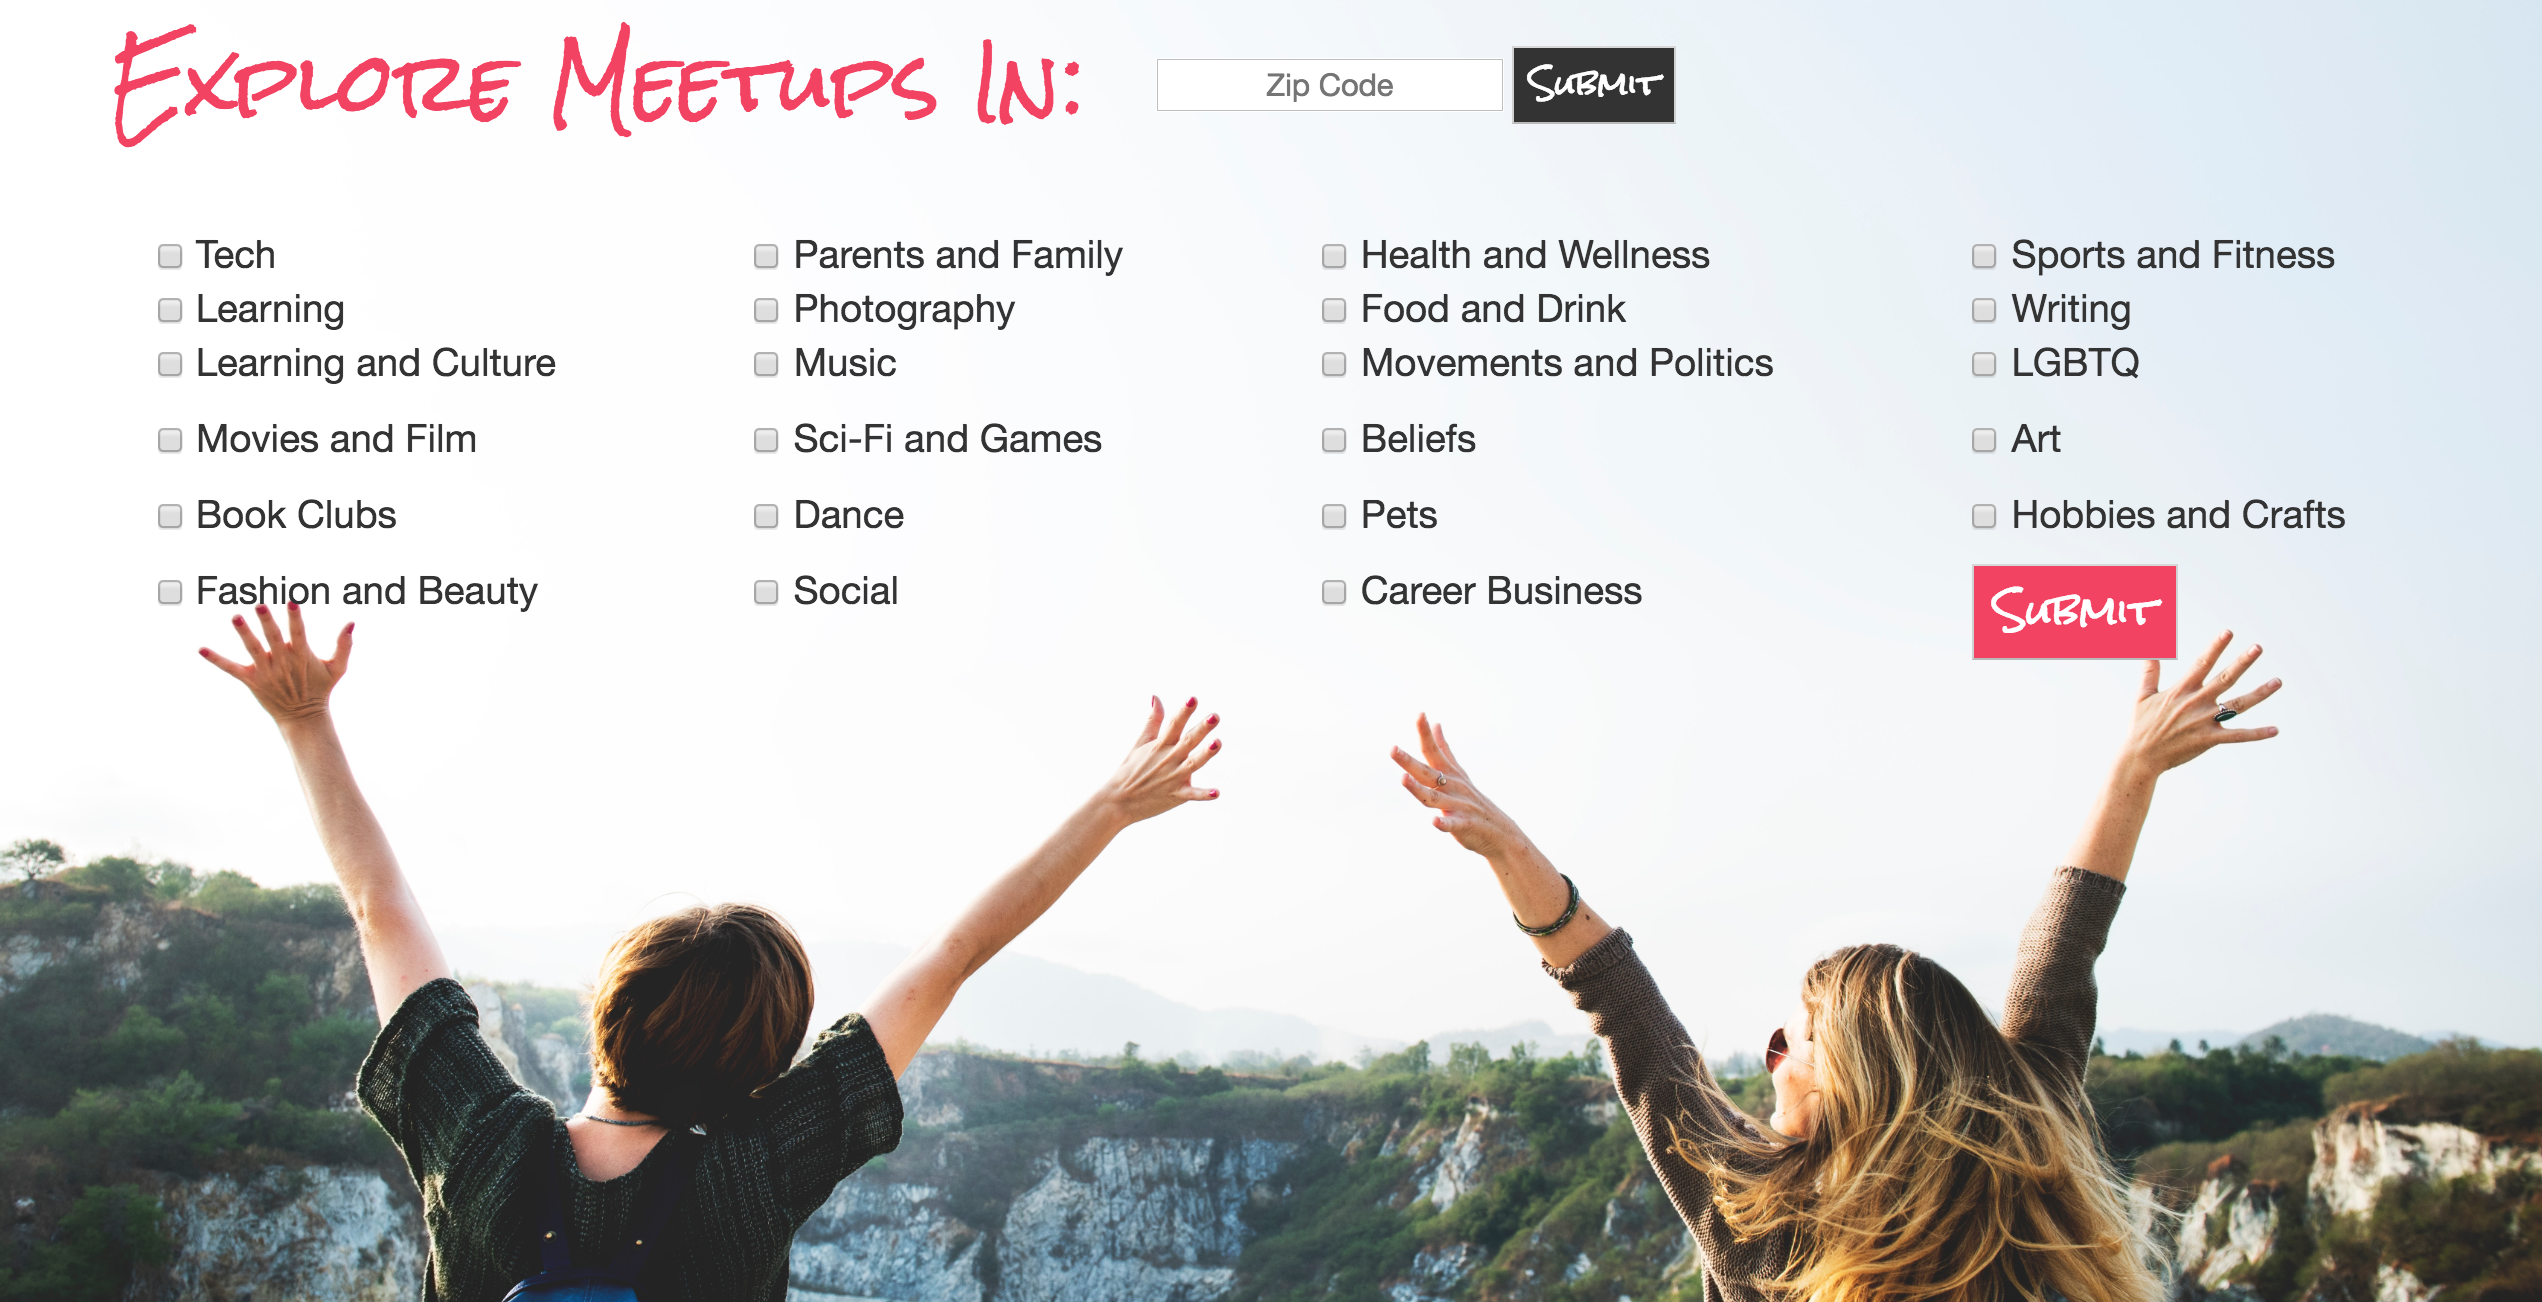 Explore Meetups In:
Zip Code
Submit
Tech
Parents and Family
Health and Wellness
Sports and Fitness
Learning
Photography
Food and Drink
Writing
Learning and Culture
Music
Movements and Politics
LGBTQ
Movies and Film
Sci-Fi and Games
Beliefs
Art
Book Clubs
Dance
Pets
Hobbies and Crafts
Fashion and Beauty
Social
Career Business
Submit